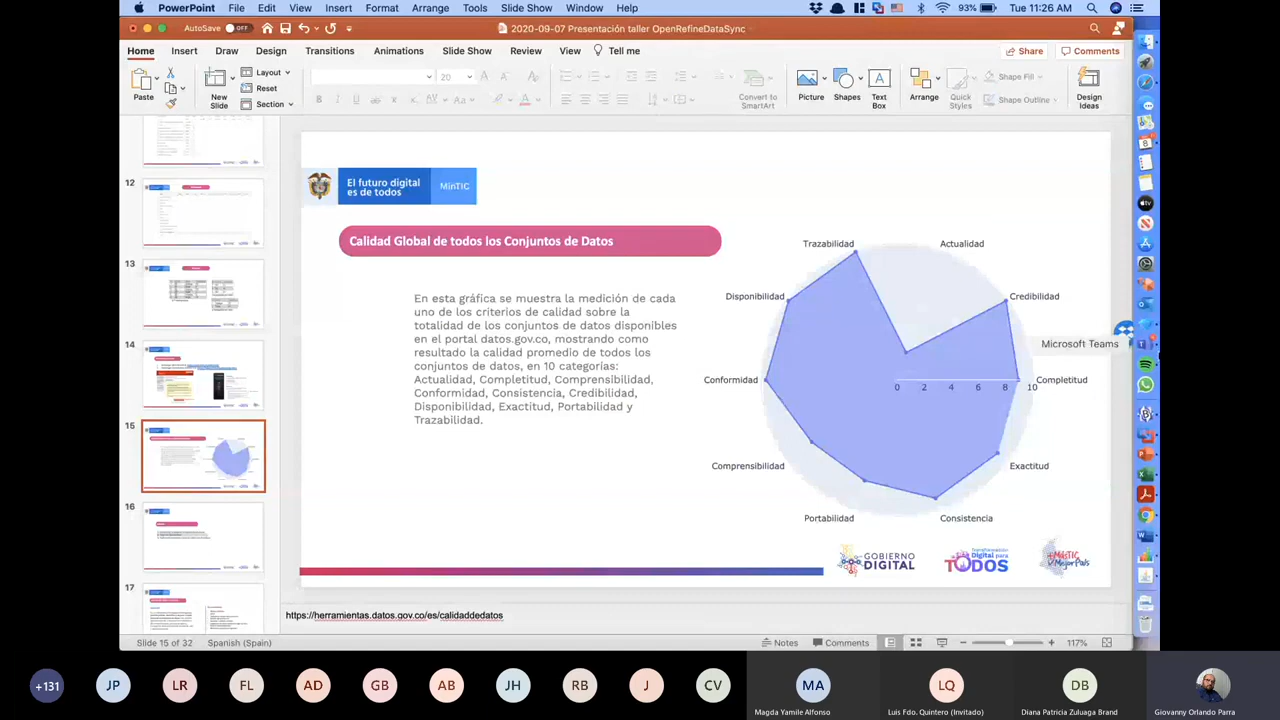 PowerPoint File Edit View Insert Format Arrange Tools Slide Show Window Help 93% Tue 11:26 AM
AutoSave OFF 2020-09-07 Presentación taller OpenRefineDataSync
Home Insert Draw Design Transitions Animations Slide Show Review View Tell me Share Comments
Paste New Slide Layout Reset Section 20 Convert to SmartArt Picture Shapes Text Box Arrange Quick Styles Shape Fill Shape Outline Design Ideas
12
13
14
15
16
17
El futuro digital
es de todos
MinTIC
Calidad Global de todos los Conjuntos de Datos
En esta gráfica se muestra la medición de cada
uno de los criterios de calidad sobre la
totalidad de los conjuntos de datos disponibles
en el portal datos.gov.co, mostrando como
resultado la calidad promedio de todos los
conjuntos de datos, en 10 categorías:
Actualidad, Completitud, Comprensibilidad,
Conformidad, Consistencia, Credibilidad,
Disponibilidad, Exactitud, Portabilidad y
Trazabilidad.
Trazabilidad
Actualidad
Disponibilidad
Credibilidad
Conformidad
Completitud
0 2 4 6 8 10
Comprensibilidad
Exactitud
Portabilidad
Consistencia
Microsoft Teams
GOBIERNO
DIGITAL
Transformación
Digital para
TODOS
https://herramientas.datos.gov.co/es/calidaddedatos
Slide 15 of 32 Spanish (Spain) Notes Comments 117%
+131 JP LR FL AD GB AB JH RB J CV MA LQ DB
Magda Yamile Alfonso
Luis Fdo. Quintero (Invitado)
Diana Patricia Zuluaga Brand
Giovanny Orlando Parra